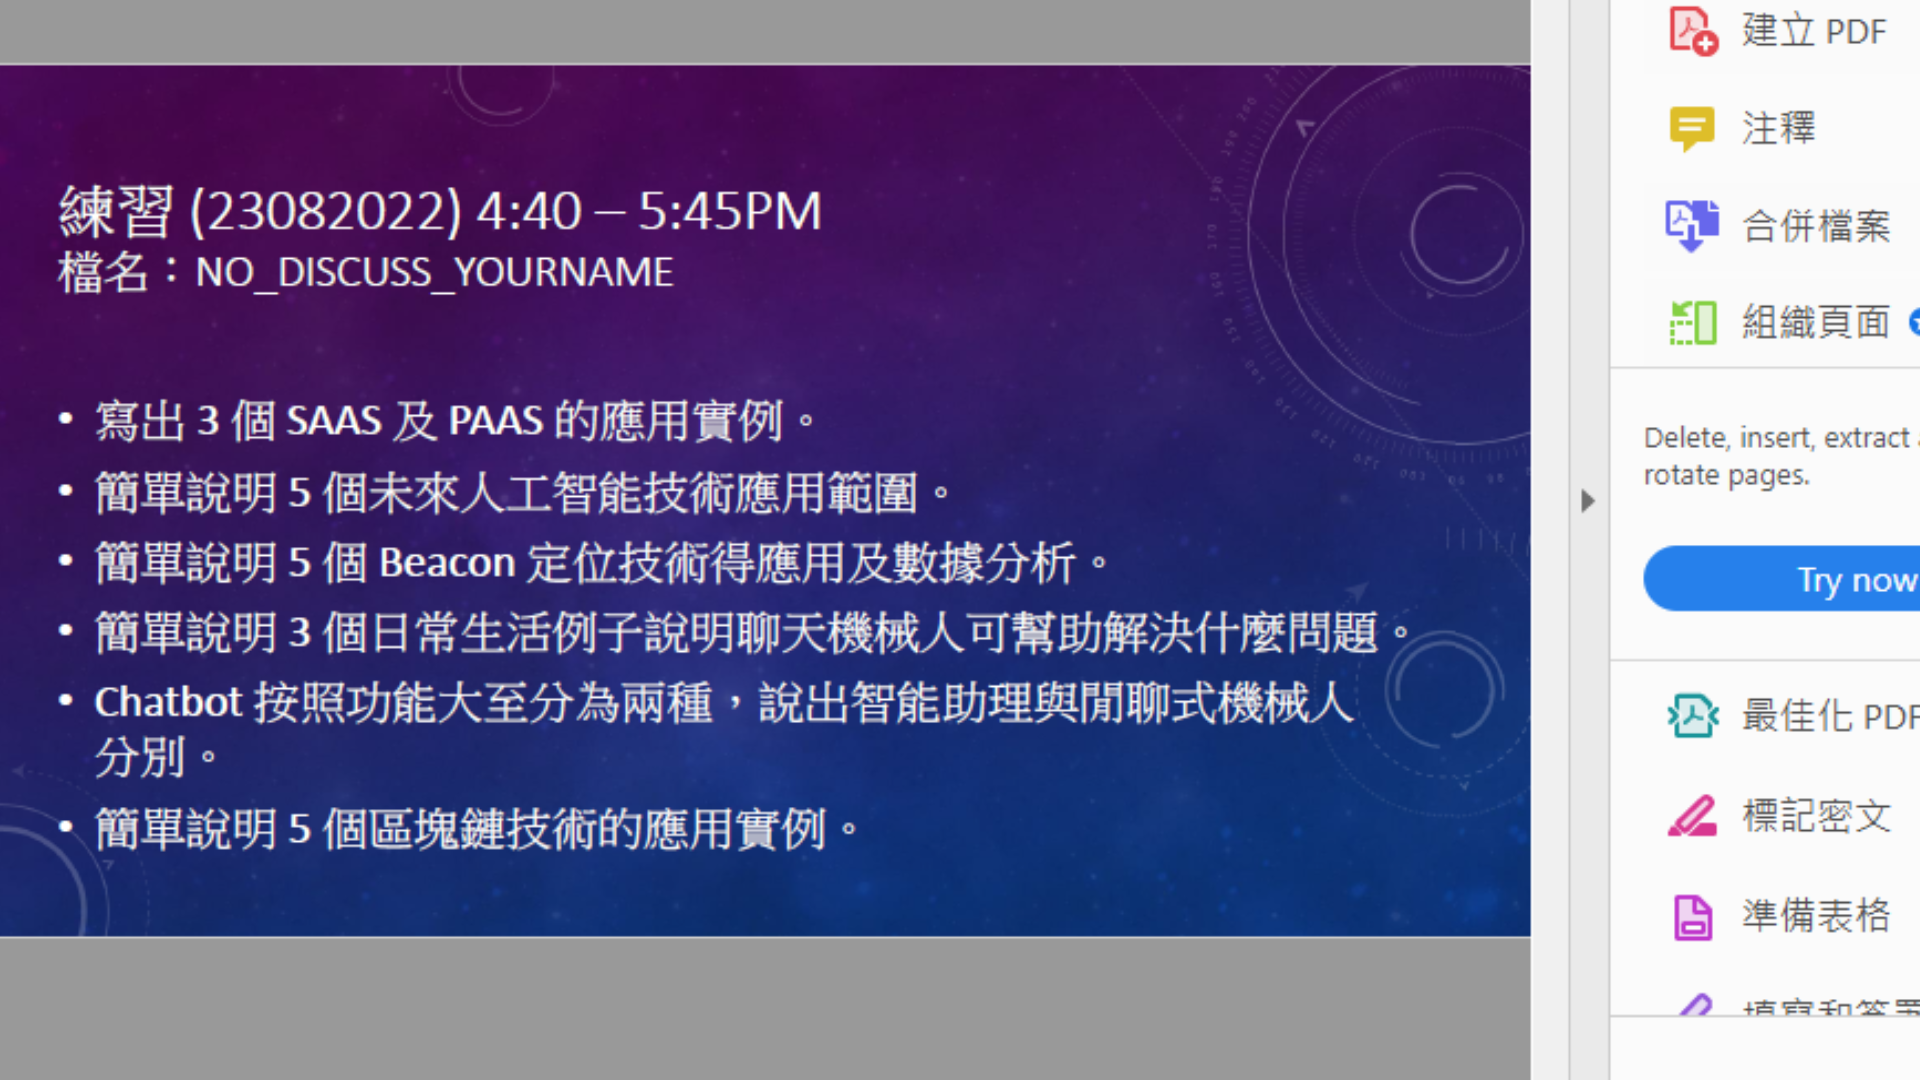 練習 (23082022) 4:40 – 5:45PM
檔名：NO_DISCUSS_YOURNAME
• 寫出 3 個 SAAS 及 PAAS 的應用實例。
• 簡單說明 5 個未來人工智能技術應用範圍。
• 簡單說明 5 個 Beacon 定位技術得應用及數據分析。
• 簡單說明 3 個日常生活例子說明聊天機械人可幫助解決什麼問題。
• Chatbot 按照功能大至分為兩種，說出智能助理與閒聊式機械人
分別。
• 簡單說明 5 個區塊鏈技術的應用實例。
建立 PDF
注釋
合併檔案
組織頁面
Delete, insert, extract
rotate pages.
Try now
最佳化 PDF
標記密文
準備表格